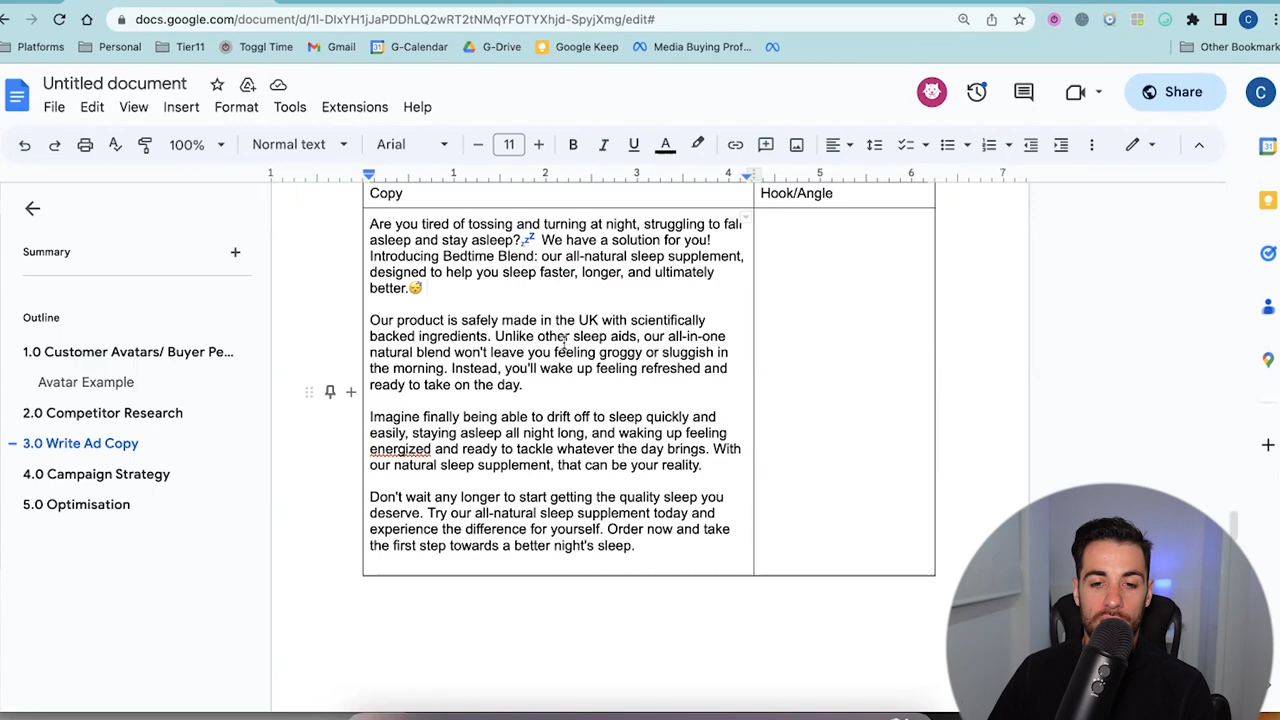 docs.google.com/document/d/1l-DIxYH1jJaPDDhLQ2wRT2tNMqYFOTYXhjd-SpyjXmg/edit#
Platforms Personal Tier11 Toggl Time Gmail G-Calendar G-Drive Google Keep Media Buying Prof... Other Bookmark
Untitled document
File Edit View Insert Format Tools Extensions Help
Share
C
100% Normal text Arial 11
1 1 2 3 4 5 6 7
Summary
Outline
1.0 Customer Avatars/ Buyer Pe...
Avatar Example
2.0 Competitor Research
3.0 Write Ad Copy
4.0 Campaign Strategy
5.0 Optimisation
Copy Hook/Angle
Are you tired of tossing and turning at night, struggling to fall
asleep and stay asleep?💤 We have a solution for you!
Introducing Bedtime Blend: our all-natural sleep supplement,
designed to help you sleep faster, longer, and ultimately
better.😴
Our product is safely made in the UK with scientifically
backed ingredients. Unlike other sleep aids, our all-in-one
natural blend won't leave you feeling groggy or sluggish in
the morning. Instead, you'll wake up feeling refreshed and
ready to take on the day.
Imagine finally being able to drift off to sleep quickly and
easily, staying asleep all night long, and waking up feeling
energized and ready to tackle whatever the day brings. With
our natural sleep supplement, that can be your reality.
Don't wait any longer to start getting the quality sleep you
deserve. Try our all-natural sleep supplement today and
experience the difference for yourself. Order now and take
the first step towards a better night's sleep.